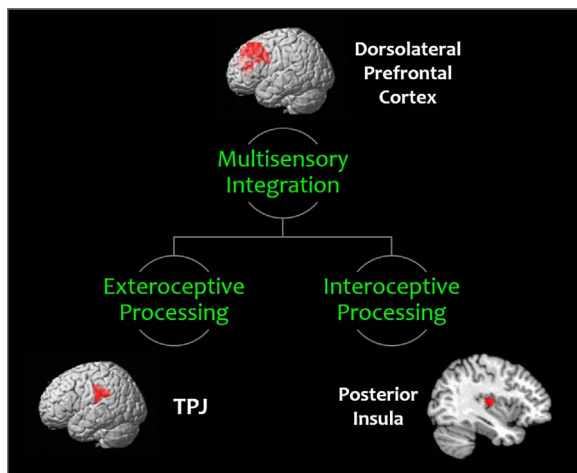 Dorsolateral
Prefrontal
Cortex
Multisensory
Integration
Exteroceptive
Processing
Interoceptive
Processing
TPJ
Posterior
Insula